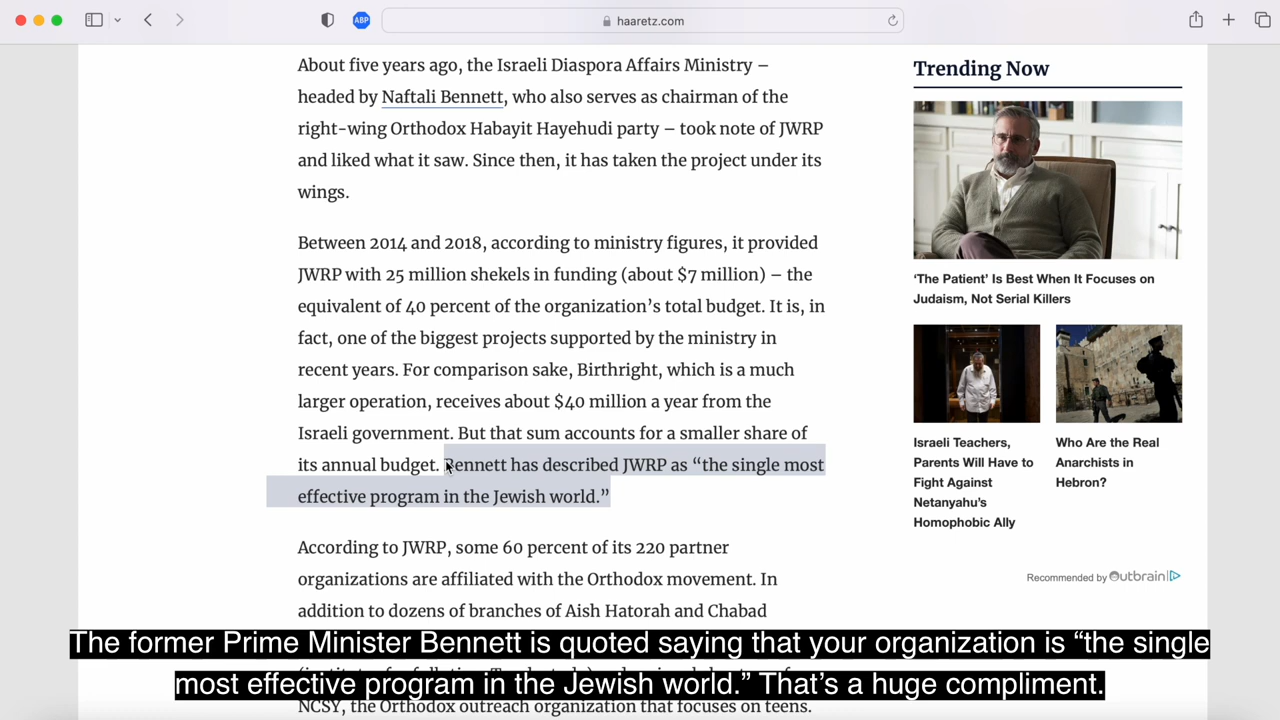 ABP
haaretz.com
About five years ago, the Israeli Diaspora Affairs Ministry –
headed by Naftali Bennett, who also serves as chairman of the
right-wing Orthodox Habayit Hayehudi party – took note of JWRP
and liked what it saw. Since then, it has taken the project under its
wings.
Between 2014 and 2018, according to ministry figures, it provided
JWRP with 25 million shekels in funding (about $7 million) – the
equivalent of 40 percent of the organization’s total budget. It is, in
fact, one of the biggest projects supported by the ministry in
recent years. For comparison sake, Birthright, which is a much
larger operation, receives about $40 million a year from the
Israeli government. But that sum accounts for a smaller share of
its annual budget. Bennett has described JWRP as “the single most
effective program in the Jewish world.”
According to JWRP, some 60 percent of its 220 partner
organizations are affiliated with the Orthodox movement. In
addition to dozens of branches of Aish Hatorah and Chabad
NCSY, the Orthodox outreach organization that focuses on teens.
Trending Now
‘The Patient’ Is Best When It Focuses on
Judaism, Not Serial Killers
Israeli Teachers,
Parents Will Have to
Fight Against
Netanyahu’s
Homophobic Ally
Who Are the Real
Anarchists in
Hebron?
Recommended by Outbrain
The former Prime Minister Bennett is quoted saying that your organization is “the single
most effective program in the Jewish world.” That’s a huge compliment.